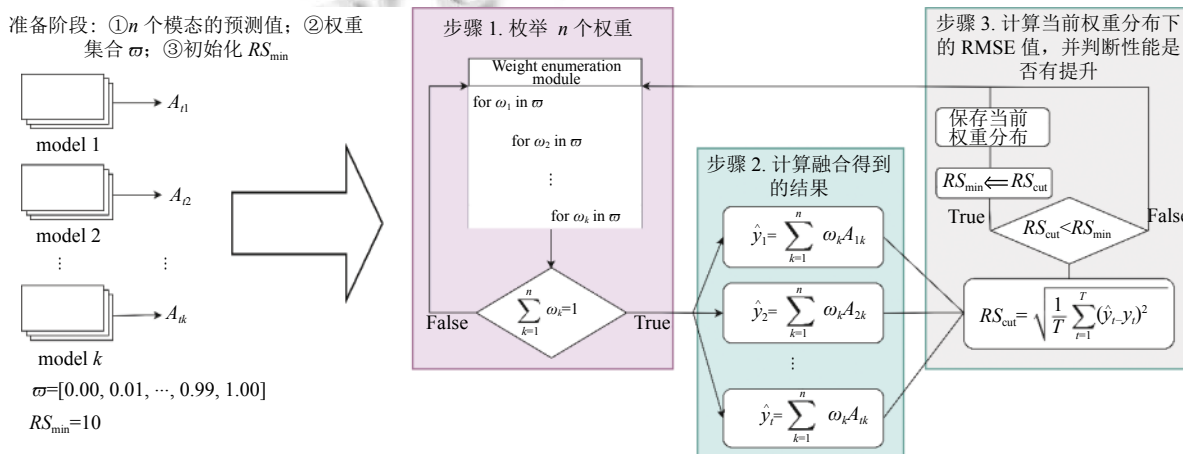 准备阶段：①n 个模态的预测值；②权重
集合 ϖ；③初始化 RSmin
At1
model 1
At2
model 2
⋮ ⋮
Atk
model k
ϖ=[0.00, 0.01, ···, 0.99, 1.00]
RSmin=10
步骤 1. 枚举 n 个权重
Weight enumeration
module
for ω1 in ϖ
for ω2 in ϖ
⋮
for ωk in ϖ
∑ k=1 n ωk=1
False
True
步骤 2. 计算融合得到
的结果
ŷ1= ∑ k=1 n ωkA1k
ŷ2= ∑ k=1 n ωkA2k
⋮
ŷt= ∑ k=1 n ωkAtk
步骤 3. 计算当前权重分布下
的 RMSE 值，并判断性能是
否有提升
保存当前
权重分布
RSmin⇐RScut
True
False
RScut<RSmin
RScut= √ 1/T ∑ t=1 T (ŷt−yt)²